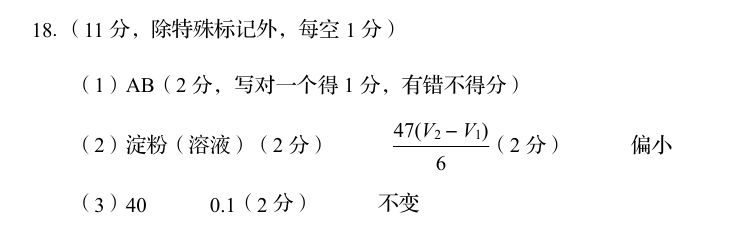 18.（11 分，除特殊标记外，每空 1 分）
（1）AB（2 分，写对一个得 1 分，有错不得分）
（2）淀粉（溶液）（2 分） 47(V₂ − V₁)/6（2 分） 偏小
（3）40 0.1（2 分） 不变